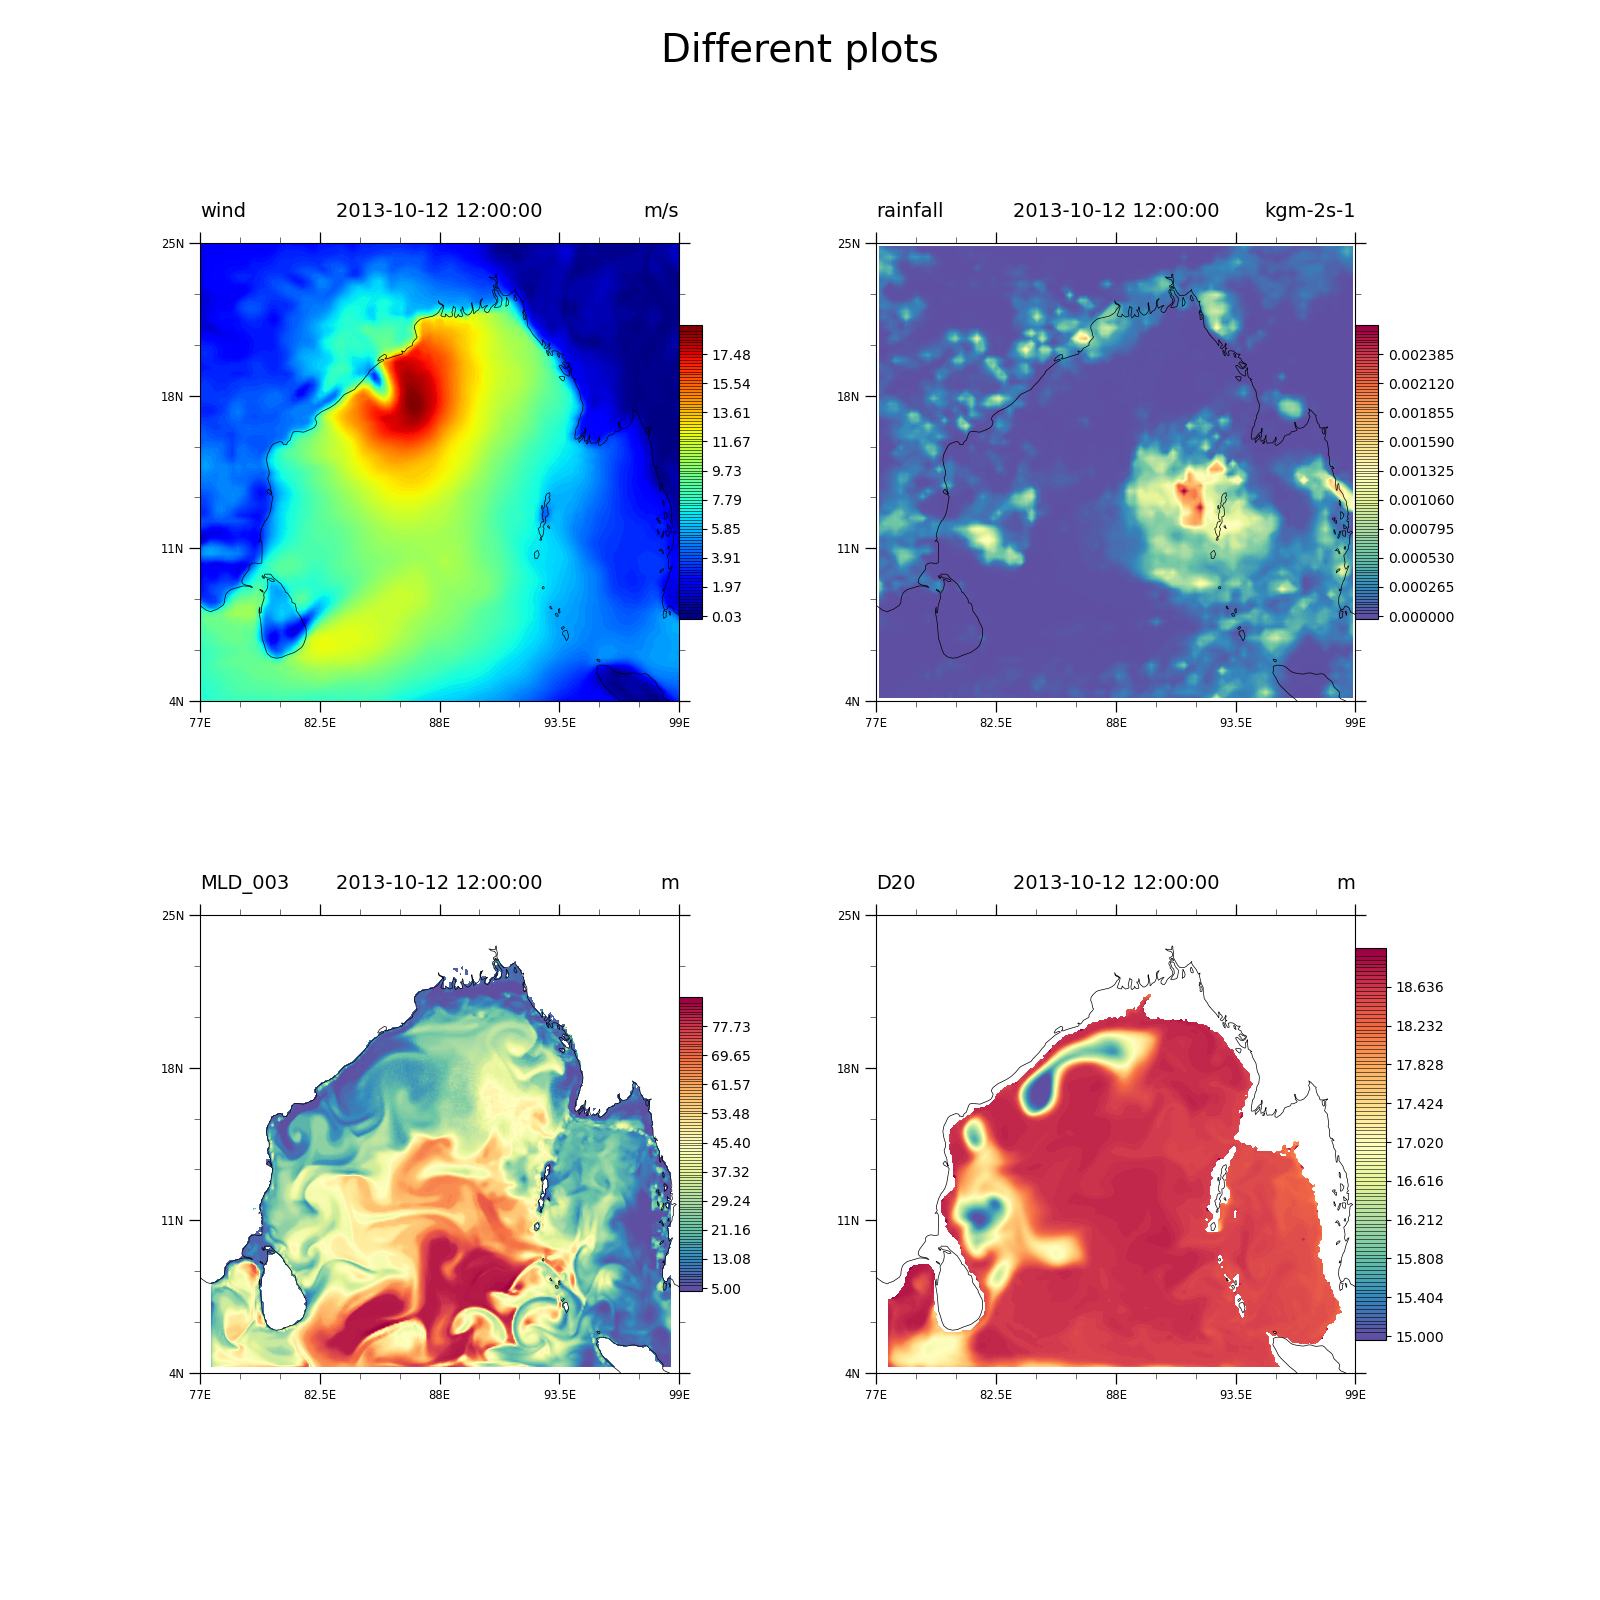 Different plots
wind 2013-10-12 12:00:00 m/s
25N
18N
11N
4N
77E 82.5E 88E 93.5E 99E
17.48
15.54
13.61
11.67
9.73
7.79
5.85
3.91
1.97
0.03
rainfall 2013-10-12 12:00:00 kgm-2s-1
25N
18N
11N
4N
77E 82.5E 88E 93.5E 99E
0.002385
0.002120
0.001855
0.001590
0.001325
0.001060
0.000795
0.000530
0.000265
0.000000
MLD_003 2013-10-12 12:00:00 m
25N
18N
11N
4N
77E 82.5E 88E 93.5E 99E
77.73
69.65
61.57
53.48
45.40
37.32
29.24
21.16
13.08
5.00
D20 2013-10-12 12:00:00 m
25N
18N
11N
4N
77E 82.5E 88E 93.5E 99E
18.636
18.232
17.828
17.424
17.020
16.616
16.212
15.808
15.404
15.000